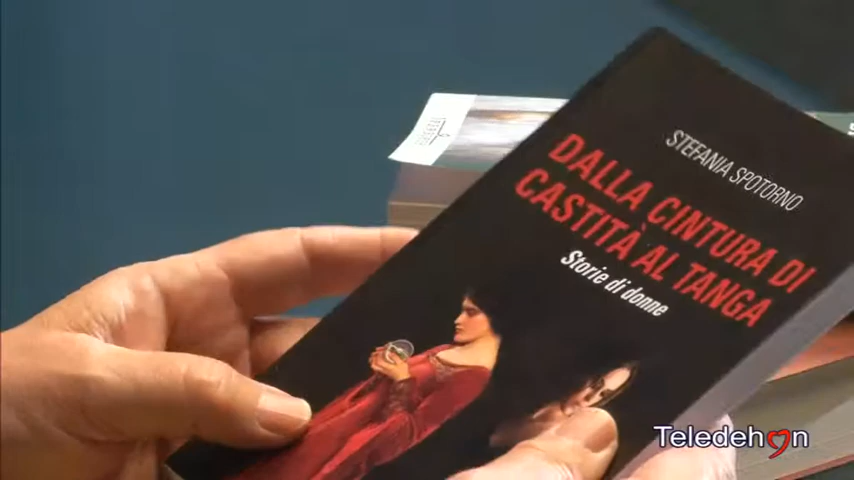 STEFANIA SPOTORNO
DALLA CINTURA DI
CASTITÀ AL TANGA
Storie di donne
Teledehon